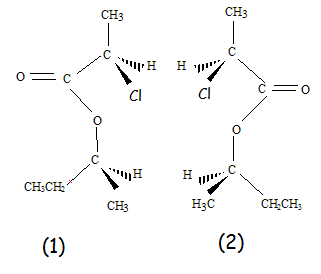 CH₃ CH₃
C H H C
O C Cl Cl C O
O O
C H H C
CH₃CH₂ CH₃ H₃C CH₂CH₃
(1) (2)